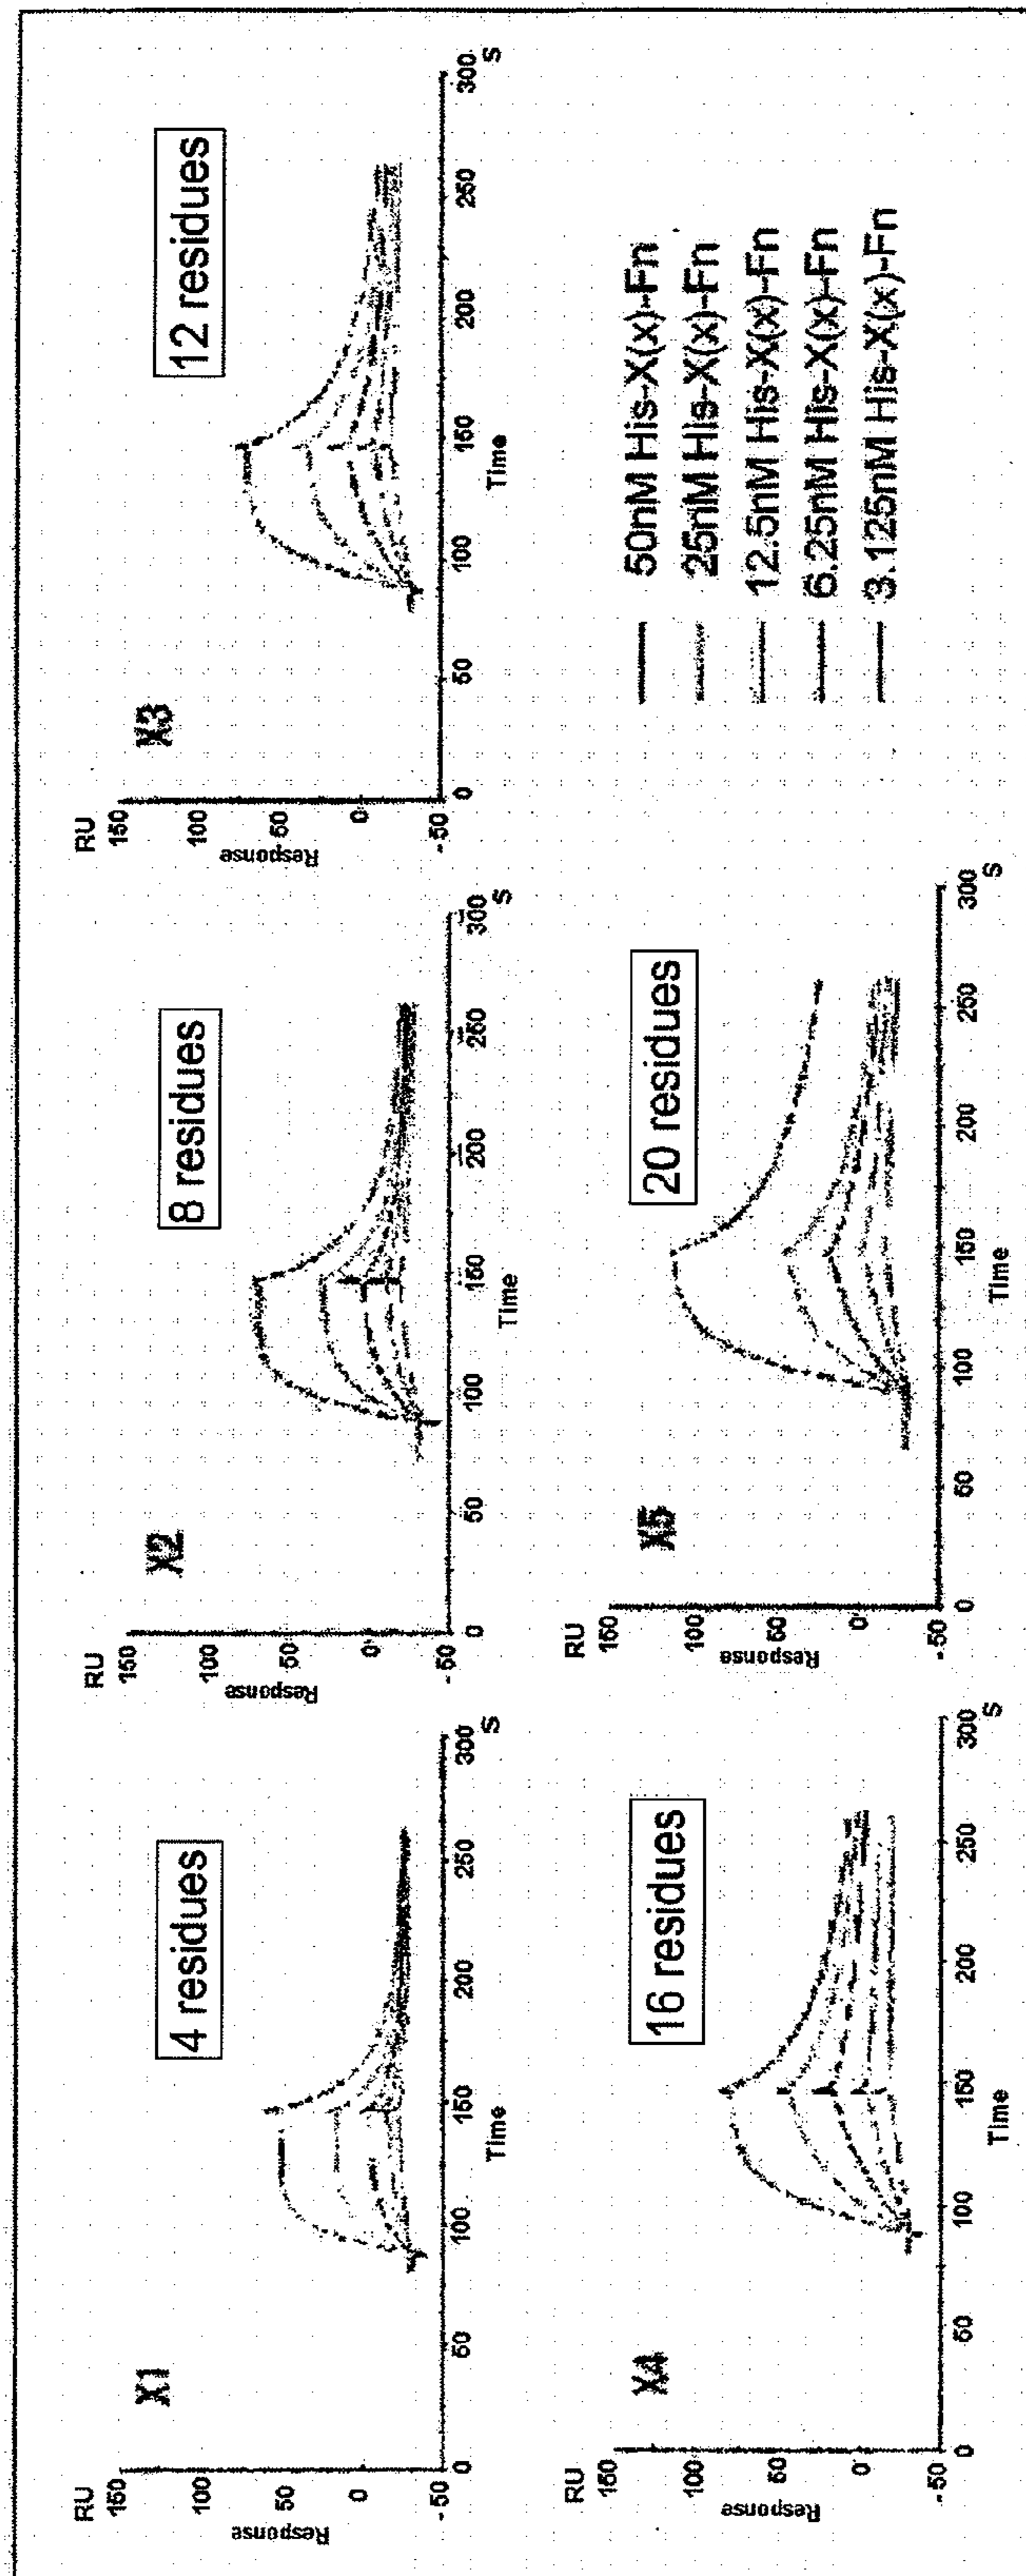 X1
4 residues
RU
150
100
50
0
-50
Response
0
50
100
150
200
250
300
S
Time
X2
8 residues
RU
150
100
50
0
-50
Response
0
50
100
150
200
250
300
S
Time
X3
12 residues
RU
150
100
50
0
-50
Response
0
50
100
150
200
250
300
S
Time
X4
16 residues
RU
150
100
50
0
-50
Response
0
50
100
150
200
250
300
S
Time
X5
20 residues
RU
150
100
50
0
-50
Response
0
50
100
150
200
250
300
S
Time
50nM His-X(x)-Fn
25nM His-X(x)-Fn
12.5nM His-X(x)-Fn
6.25nM His-X(x)-Fn
3.125nM His-X(x)-Fn